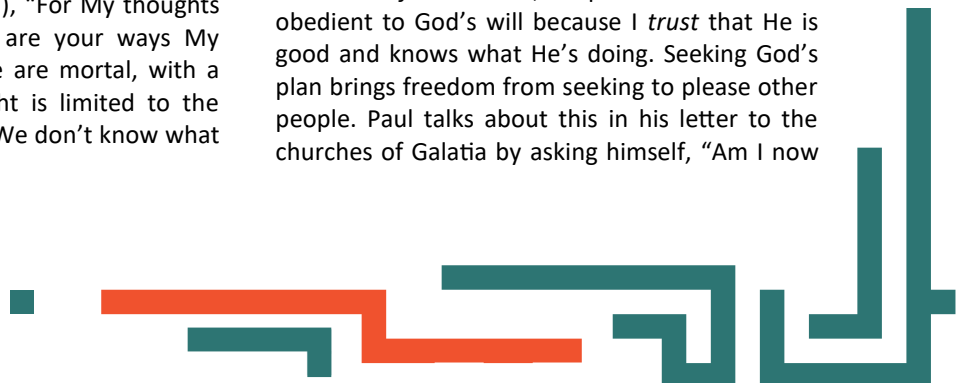 ), “For My thoughts
are your ways My
are mortal, with a
is limited to the
We don’t know what
obedient to God’s will because I trust that He is
good and knows what He’s doing. Seeking God’s
plan brings freedom from seeking to please other
people. Paul talks about this in his letter to the
churches of Galatia by asking himself, “Am I now